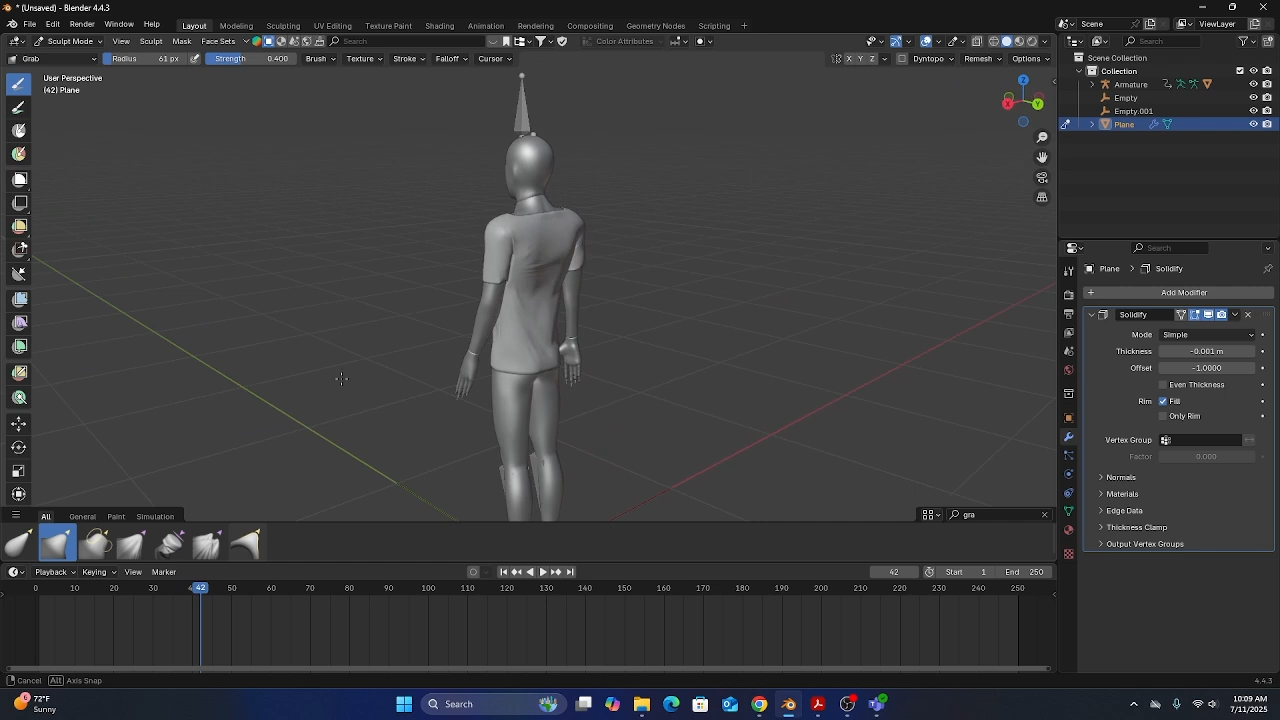 * (Unsaved) - Blender 4.4.3
File Edit Render Window Help Layout Modeling Sculpting UV Editing Texture Paint Shading Animation Rendering Compositing Geometry Nodes Scripting + Scene ViewLayer
Sculpt Mode View Sculpt Mask Face Sets Search Color Attributes Search
Grab Radius 61 px Strength 0.400 Brush Texture Stroke Falloff Cursor X Y Z Dyntopo Remesh Options
Scene Collection
Collection
Armature
Empty
Empty.001
Plane
User Perspective
(42) Plane
Z
X
Y
Search
Plane > Solidify
+ Add Modifier
Solidify
Mode Simple
Thickness -0.001 m
Offset -1.0000
Even Thickness
Rim Fill
Only Rim
Vertex Group
Factor 0.000
Normals
Materials
Edge Data
Thickness Clamp
Output Vertex Groups
All General Paint Simulation gra
Playback Keying View Marker 42 Start 1 End 250
0 10 20 30 42 50 60 70 80 90 100 110 120 130 140 150 160 170 180 190 200 210 220 230 240 250
Cancel Alt Axis Snap 4.4.3
6
72°F
Sunny
Search
10:09 AM
7/11/2025